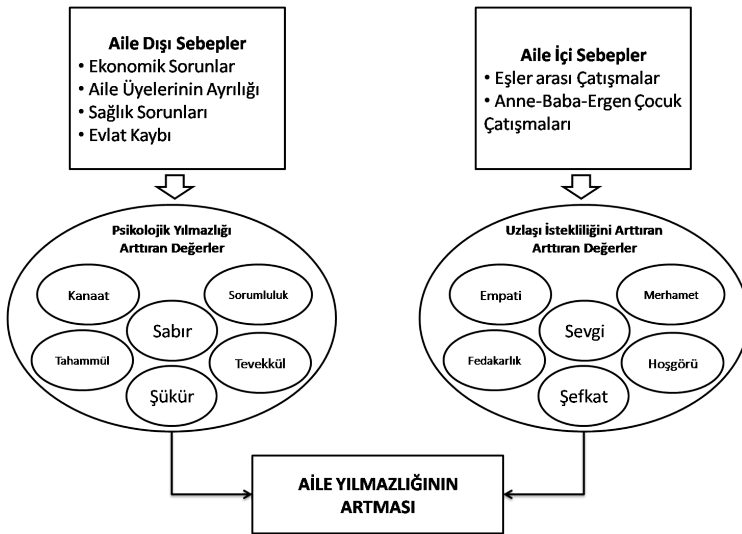 Aile Dışı Sebepler
• Ekonomik Sorunlar
• Aile Üyelerinin Ayrılığı
• Sağlık Sorunları
• Evlat Kaybı
Aile İçi Sebepler
• Eşler arası Çatışmalar
• Anne-Baba-Ergen Çocuk
Çatışmaları
Psikolojik Yılmazlığı
Arttıran Değerler
Kanaat
Sorumluluk
Sabır
Tahammül
Tevekkül
Şükür
Uzlaşı İstekliliğini Arttıran
Arttıran Değerler
Empati
Merhamet
Sevgi
Fedakarlık
Hoşgörü
Şefkat
AİLE YILMAZLIĞININ
ARTMASI